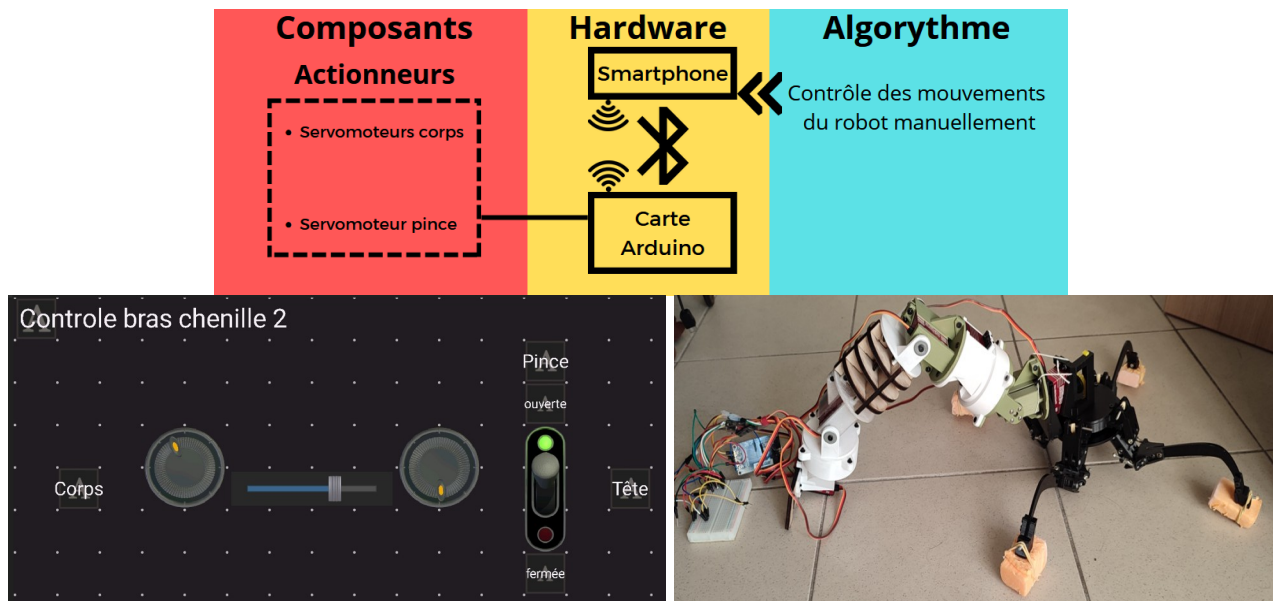 Composants
Hardware
Algorythme
Actionneurs
Smartphone
Servomoteurs corps
Servomoteur pince
Carte
Arduino
Contrôle des mouvements
du robot manuellement
Controle bras chenille 2
Pince
ouverte
Corps
Tête
fermée